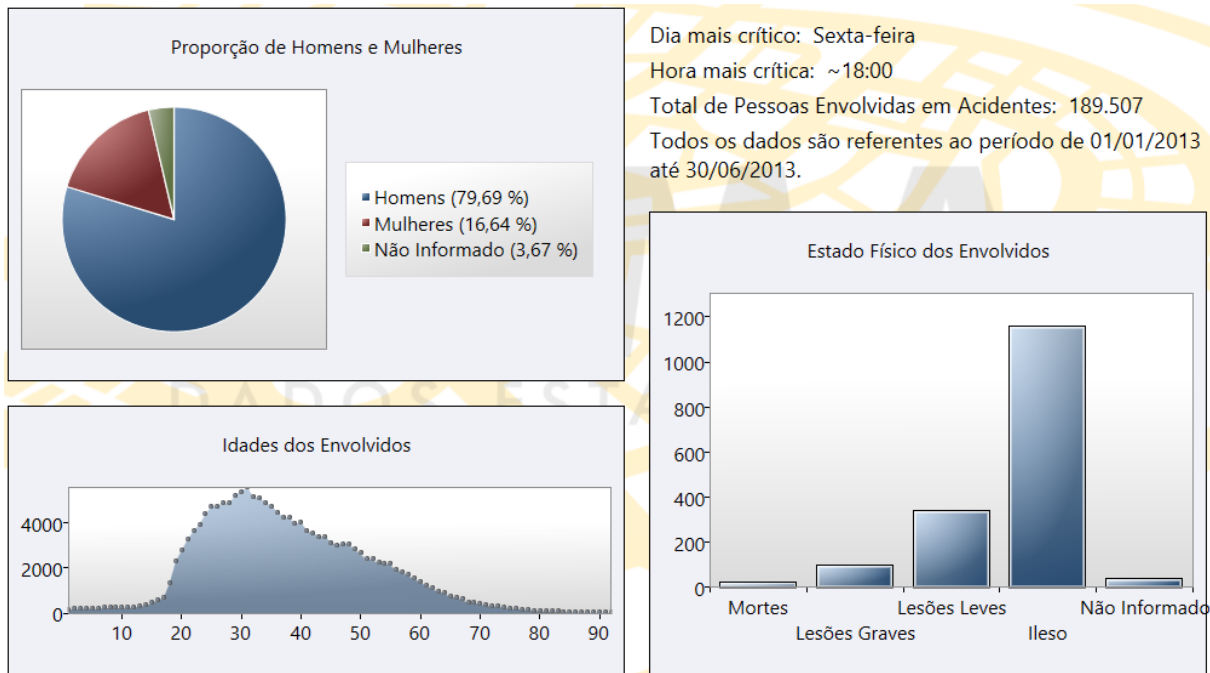 Proporção de Homens e Mulheres
Homens (79,69 %)
Mulheres (16,64 %)
Não Informado (3,67 %)
Dia mais crítico: Sexta-feira
Hora mais crítica: ~18:00
Total de Pessoas Envolvidas em Acidentes: 189.507
Todos os dados são referentes ao período de 01/01/2013
até 30/06/2013.
DADOS ESTA
Idades dos Envolvidos
4000
2000
0
10 20 30 40 50 60 70 80 90
Estado Físico dos Envolvidos
1200
1000
800
600
400
200
0
Mortes Lesões Leves Não Informado
Lesões Graves Ileso